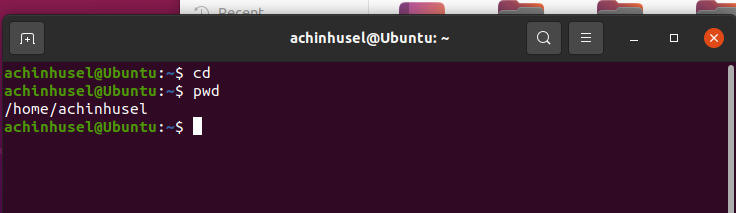 Recent
achinhusel@Ubuntu: ~
achinhusel@Ubuntu:~$ cd
achinhusel@Ubuntu:~$ pwd
/home/achinhusel
achinhusel@Ubuntu:~$